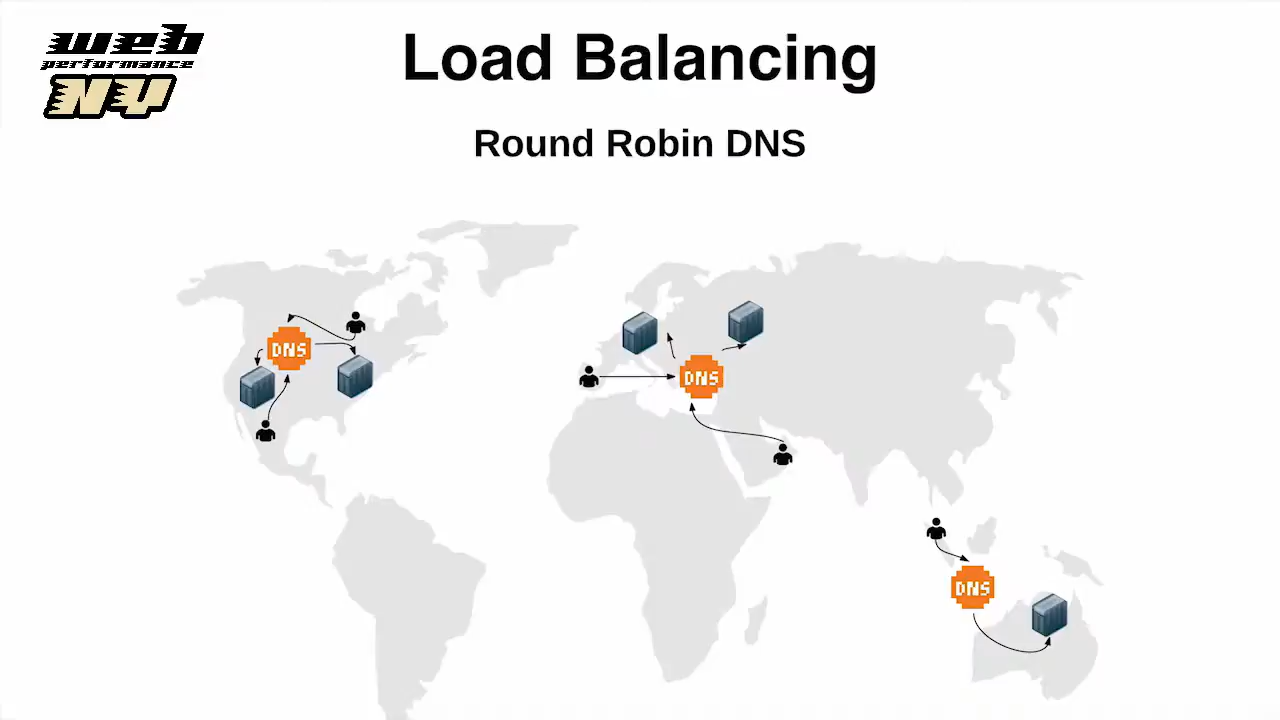 web
performance
NY
Load Balancing
Round Robin DNS
DNS
DNS
DNS